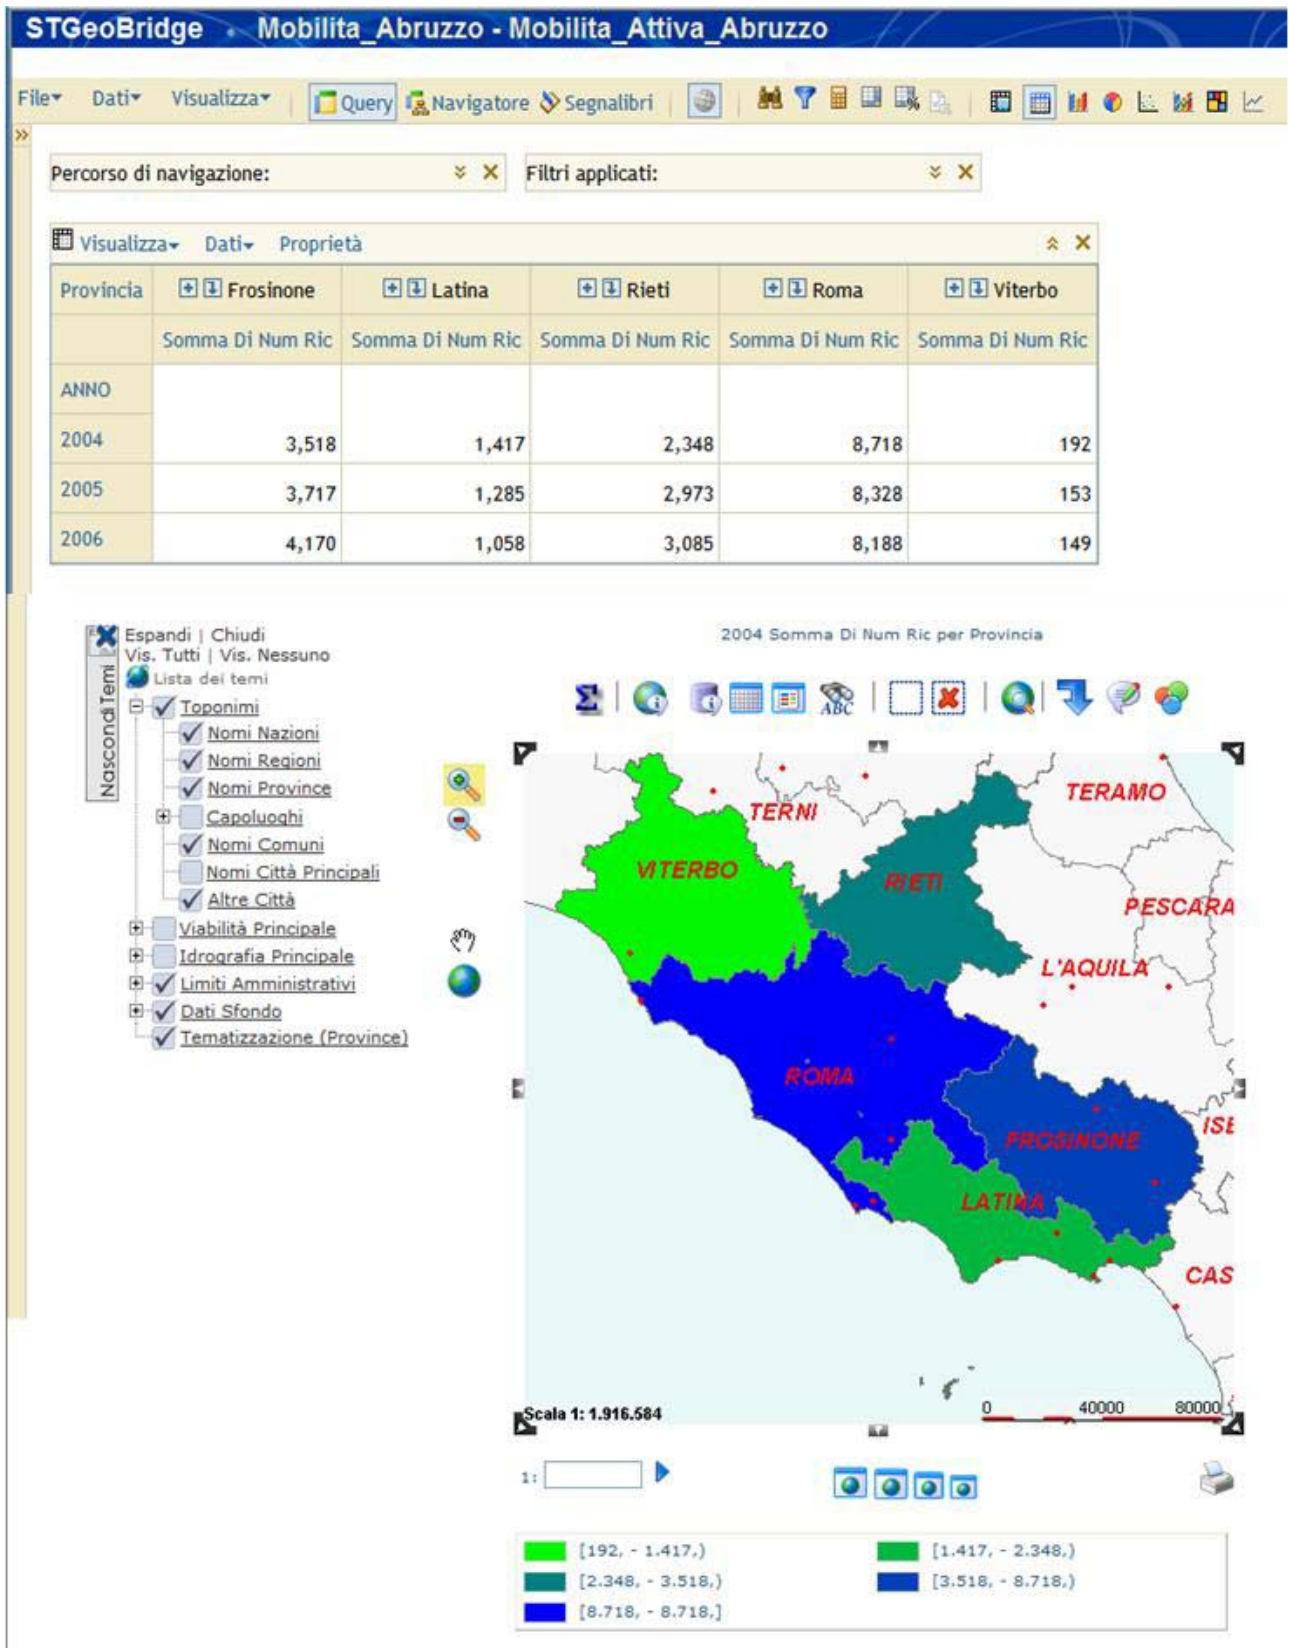 STGeoBridge - Mobilita_Abruzzo - Mobilita_Attiva_Abruzzo
File Dati Visualizza Query Navigatore Segnalibri
Percorso di navigazione: Filtri applicati:
Visualizza Dati Proprietà
Provincia Frosinone Latina Rieti Roma Viterbo
Somma Di Num Ric Somma Di Num Ric Somma Di Num Ric Somma Di Num Ric Somma Di Num Ric
ANNO
2004 3,518 1,417 2,348 8,718 192
2005 3,717 1,285 2,973 8,328 153
2006 4,170 1,058 3,085 8,188 149
Nascondi Temi
Espandi | Chiudi
Vis. Tutti | Vis. Nessuno
Lista dei temi
Toponimi
Nomi Nazioni
Nomi Regioni
Nomi Province
Capoluoghi
Nomi Comuni
Nomi Città Principali
Altre Città
Viabilità Principale
Idrografia Principale
Limiti Amministrativi
Dati Sfondo
Tematizzazione (Province)
2004 Somma Di Num Ric per Provincia
ABC
TERAMO
TERNI
VITERBO
RIETI
PESCARA
L'AQUILA
ROMA
ISE
FROSINONE
LATINA
CAS
Scala 1: 1.916.584
0 40000 80000
1:
[192, - 1.417,) [1.417, - 2.348,)
[2.348, - 3.518,) [3.518, - 8.718,)
[8.718, - 8.718,]